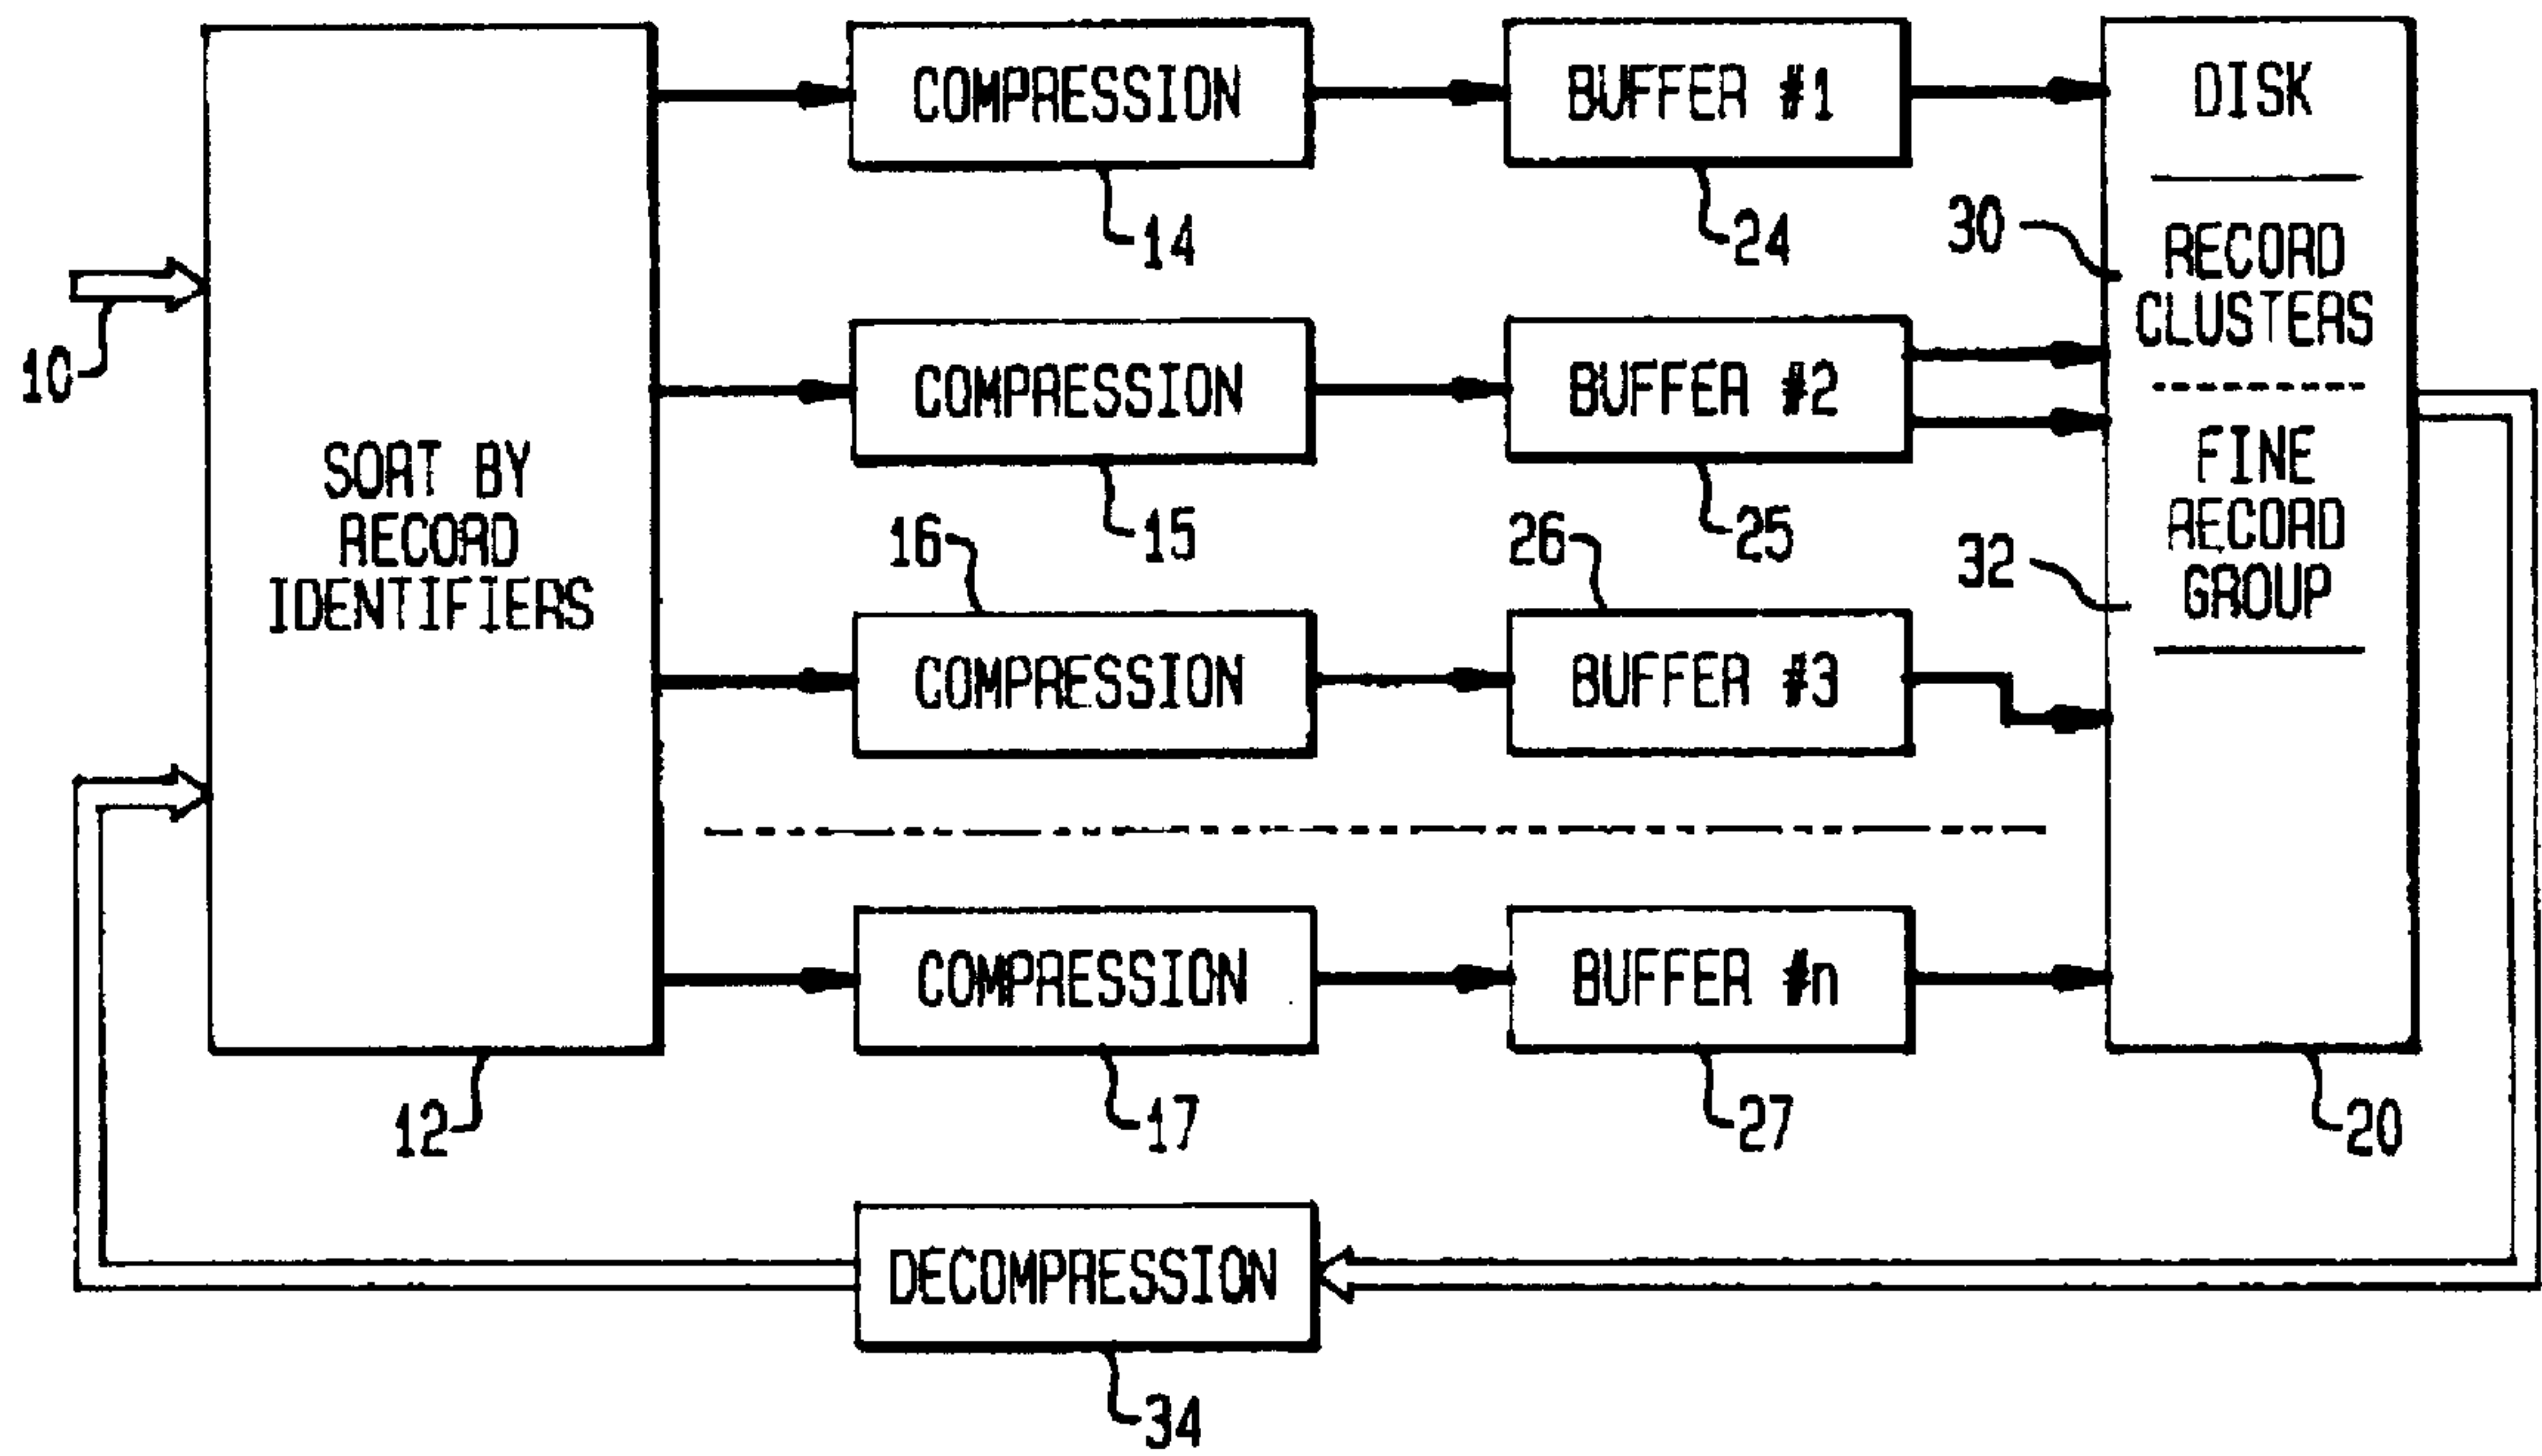 COMPRESSION
BUFFER #1
DISK
14
24
30
RECORD
CLUSTERS
10
COMPRESSION
BUFFER #2
SORT BY
RECORD
IDENTIFIERS
FINE
RECORD
GROUP
15
25
16
26
32
COMPRESSION
BUFFER #3
COMPRESSION
BUFFER #n
12
17
27
20
DECOMPRESSION
34